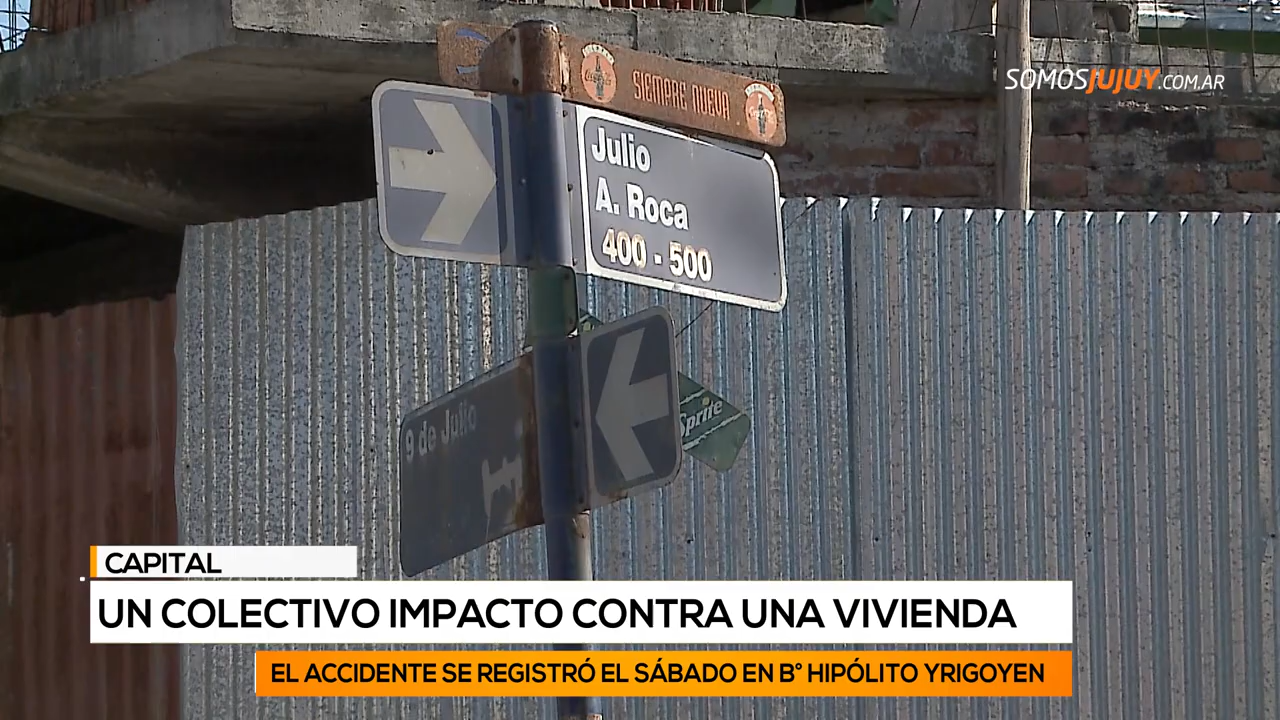 SOMOSJUJUY.COM.AR
SIEMPRE NUEVA
Julio
A. Roca
400 - 500
Sprite
9 de Julio
CAPITAL
UN COLECTIVO IMPACTO CONTRA UNA VIVIENDA
EL ACCIDENTE SE REGISTRÓ EL SÁBADO EN B° HIPÓLITO YRIGOYEN